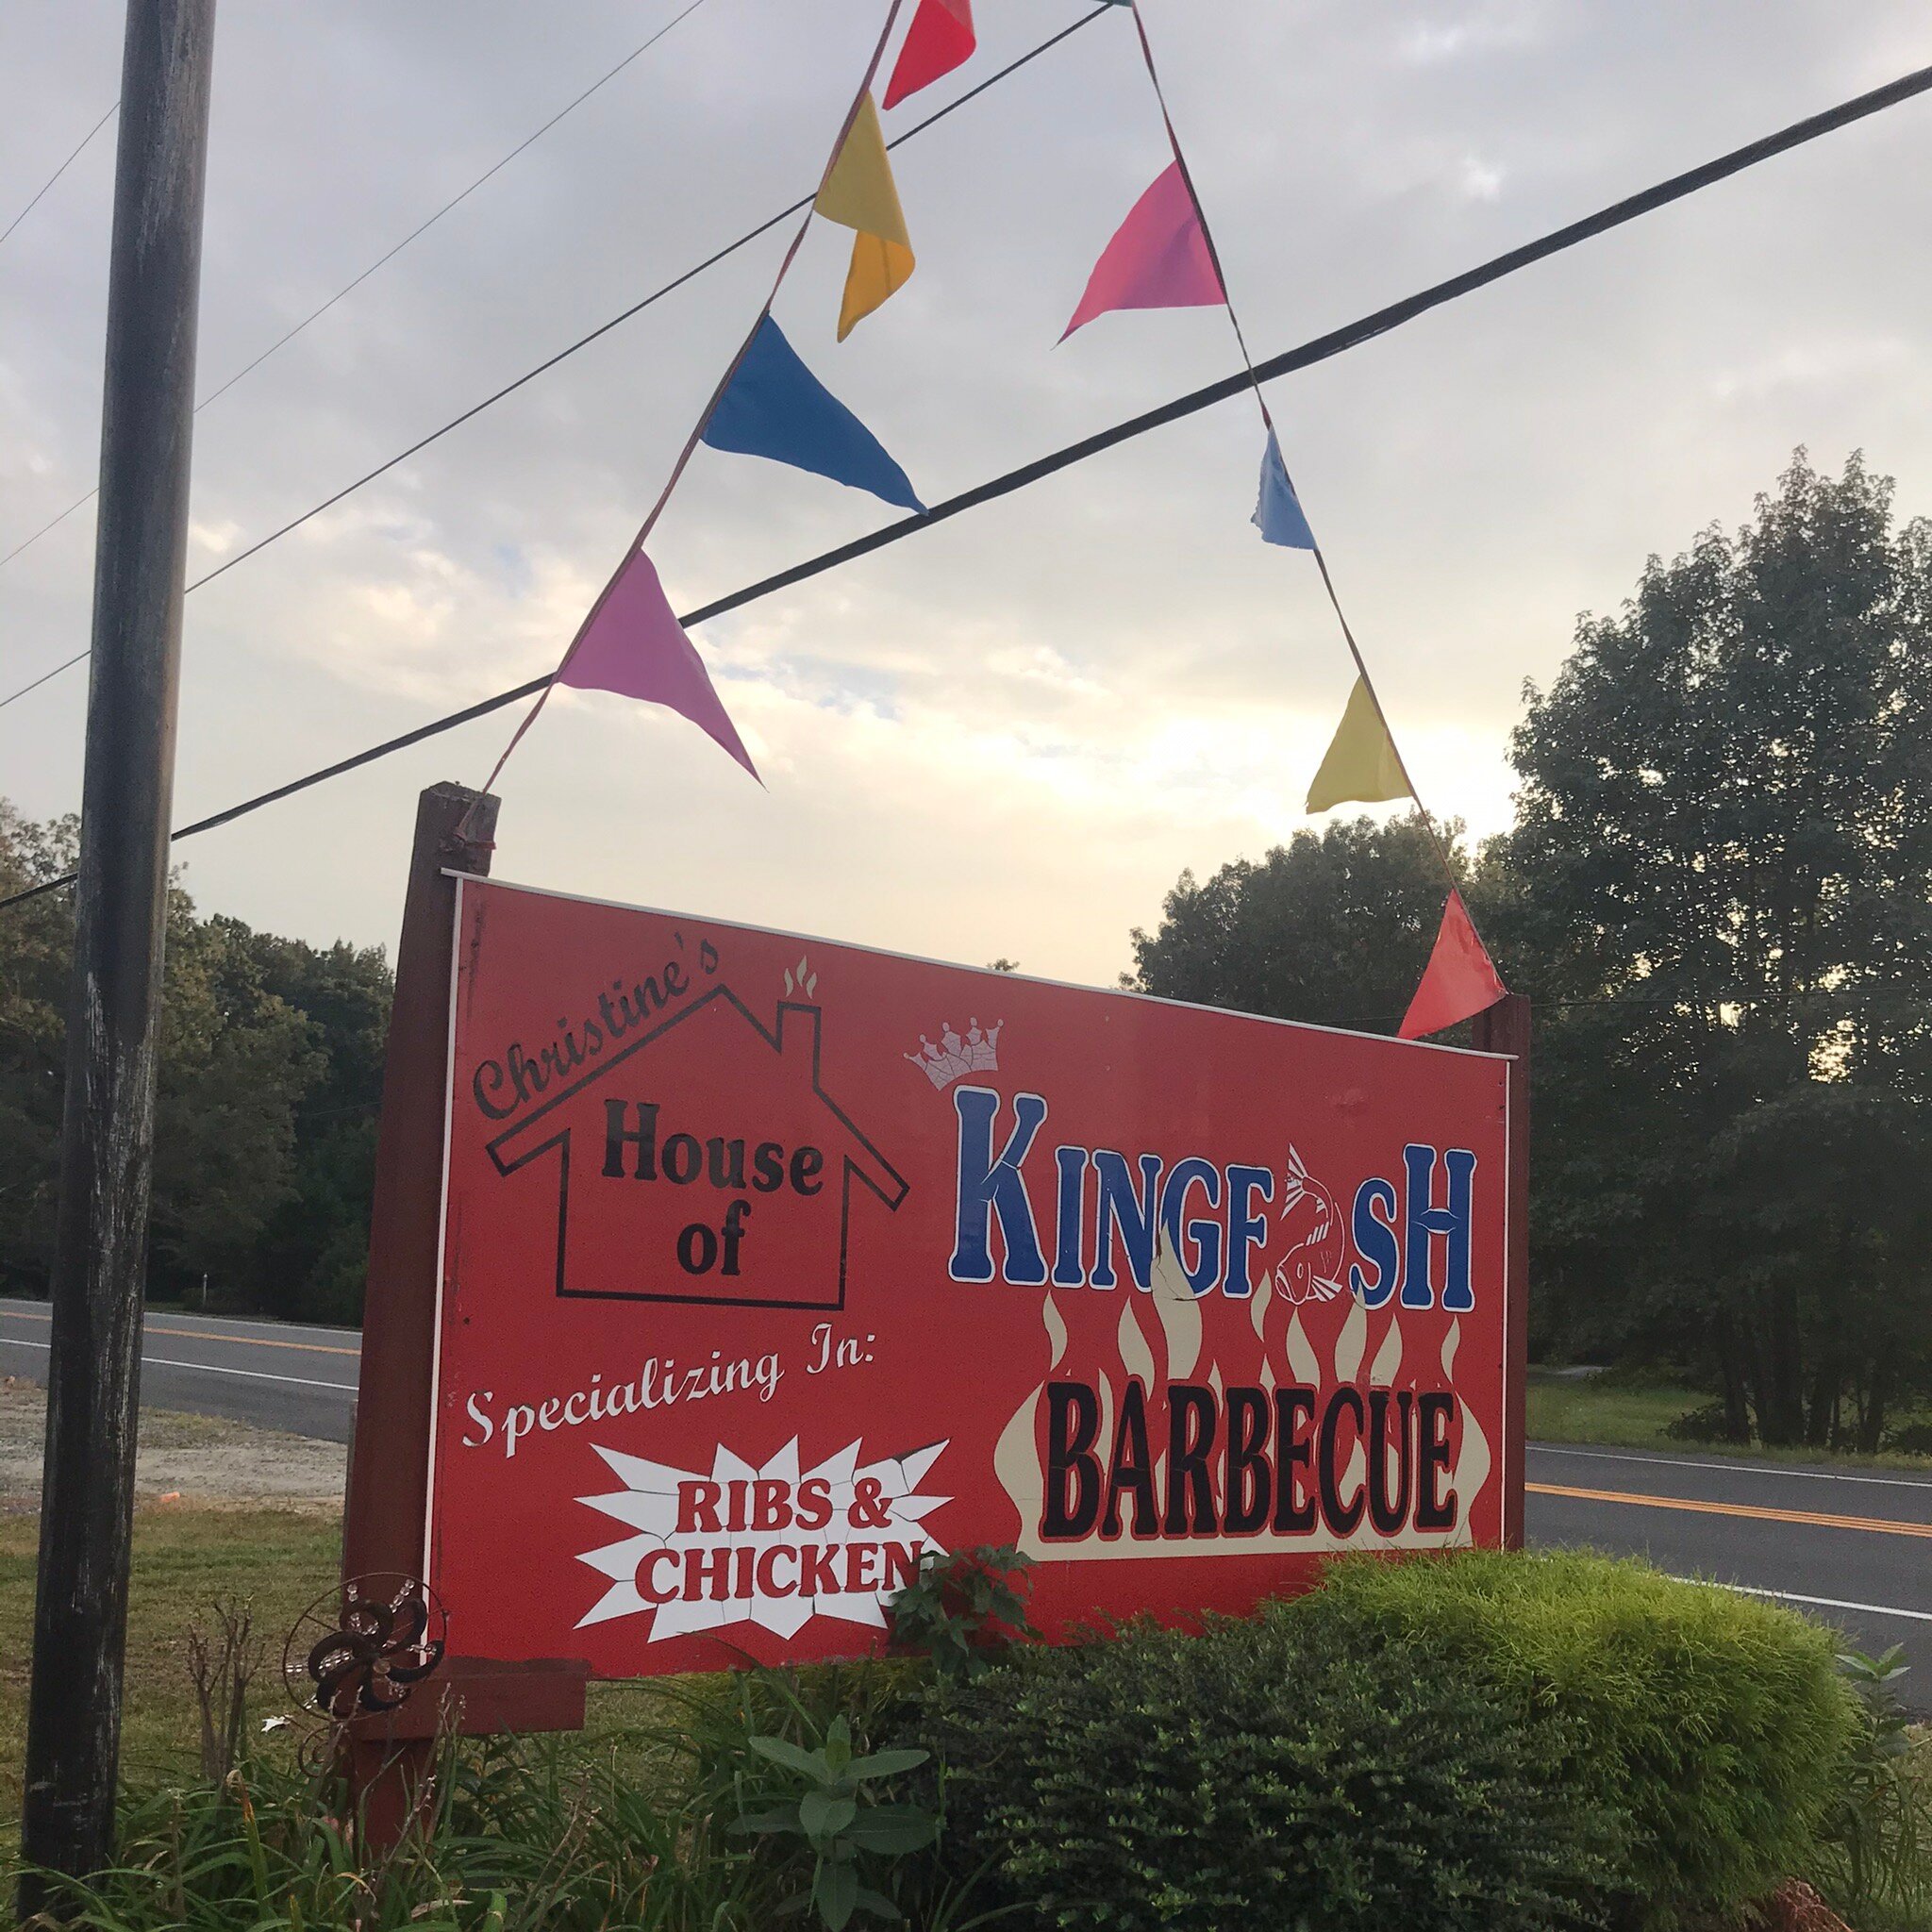 Christine's
House
of
KINGFISH
BARBECUE
Specializing In:
RIBS &
CHICKEN